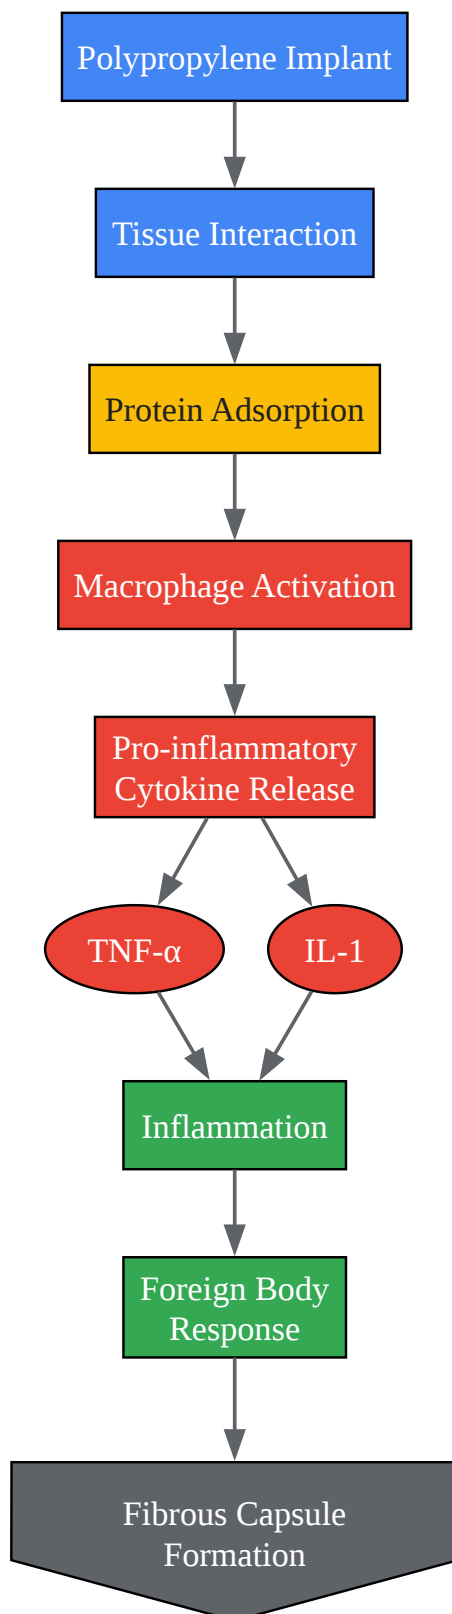 Polypropylene Implant
Tissue Interaction
Protein Adsorption
Macrophage Activation
Pro-inflammatory
Cytokine Release
TNF-α
IL-1
Inflammation
Foreign Body
Response
Fibrous Capsule
Formation